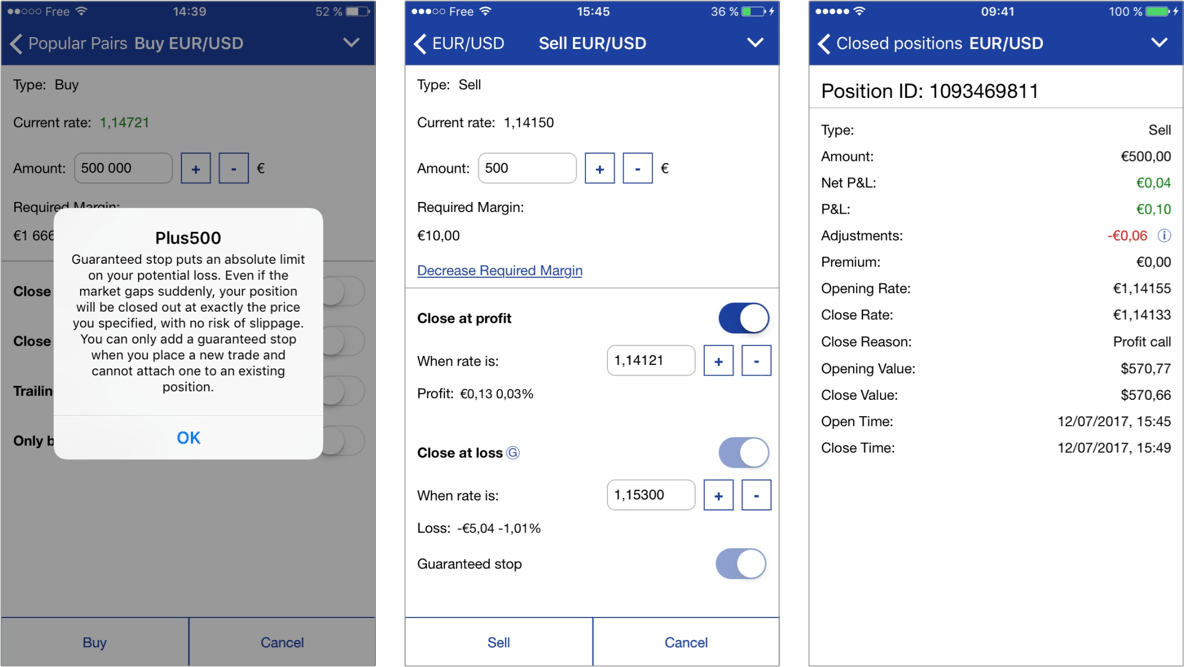 Free 14:39 52 %
Popular Pairs Buy EUR/USD
Type: Buy
Current rate: 1,14721
Amount: 500 000 + - €
Required Margin:
€1 666
Plus500
Guaranteed stop puts an absolute limit
on your potential loss. Even if the
market gaps suddenly, your position
will be closed out at exactly the price
you specified, with no risk of slippage.
You can only add a guaranteed stop
when you place a new trade and
cannot attach one to an existing
position.
OK
Close
Close
Trailin
Only b
Buy Cancel
Free 15:45 36 %
EUR/USD Sell EUR/USD
Type: Sell
Current rate: 1,14150
Amount: 500 + - €
Required Margin:
€10,00
Decrease Required Margin
Close at profit
When rate is: 1,14121 + -
Profit: €0,13 0,03%
Close at loss G
When rate is: 1,15300 + -
Loss: -€5,04 -1,01%
Guaranteed stop
Sell Cancel
09:41 100 %
Closed positions EUR/USD
Position ID: 1093469811
Type: Sell
Amount: €500,00
Net P&L: €0,04
P&L: €0,10
Adjustments: -€0,06 i
Premium: €0,00
Opening Rate: €1,14155
Close Rate: €1,14133
Close Reason: Profit call
Opening Value: $570,77
Close Value: $570,66
Open Time: 12/07/2017, 15:45
Close Time: 12/07/2017, 15:49